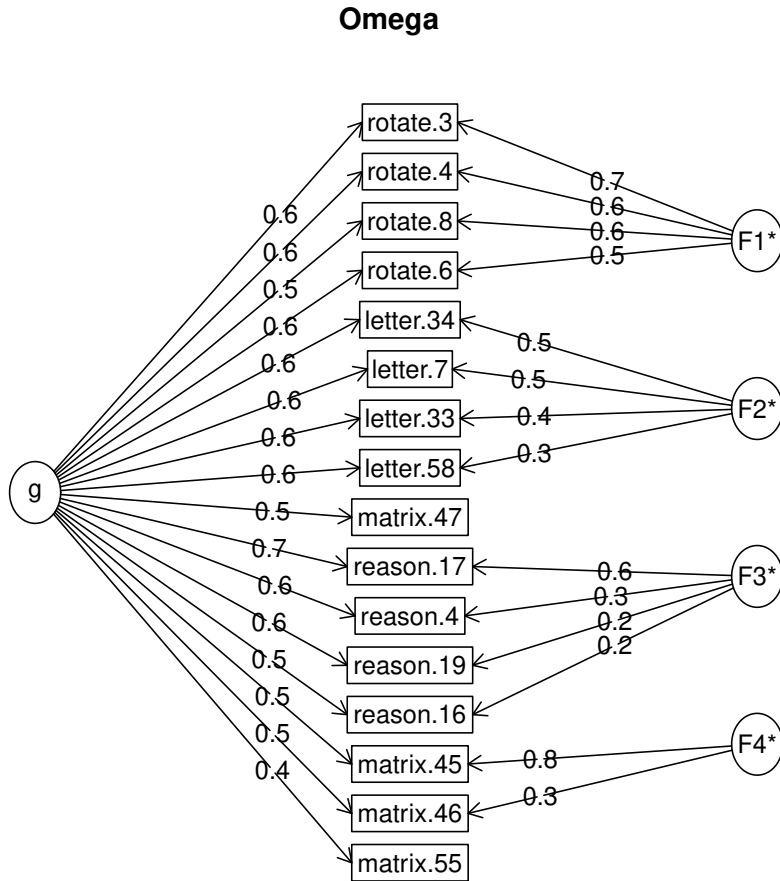 Omega
rotate.3
rotate.4
rotate.8
rotate.6
letter.34
letter.7
letter.33
letter.58
matrix.47
reason.17
reason.4
reason.19
reason.16
matrix.45
matrix.46
matrix.55
g
0.6
0.6
0.5
0.6
0.6
0.6
0.6
0.6
0.5
0.7
0.6
0.6
0.5
0.5
0.5
0.4
F1*
0.7
0.6
0.6
0.5
F2*
0.5
0.5
0.4
0.3
F3*
0.6
0.3
0.2
0.2
F4*
0.8
0.3